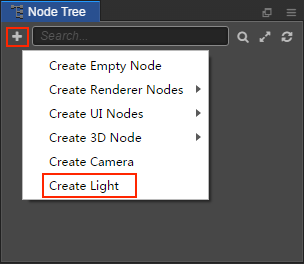 Node Tree
Search...
Create Empty Node
Create Renderer Nodes
Create UI Nodes
Create 3D Node
Create Camera
Create Light